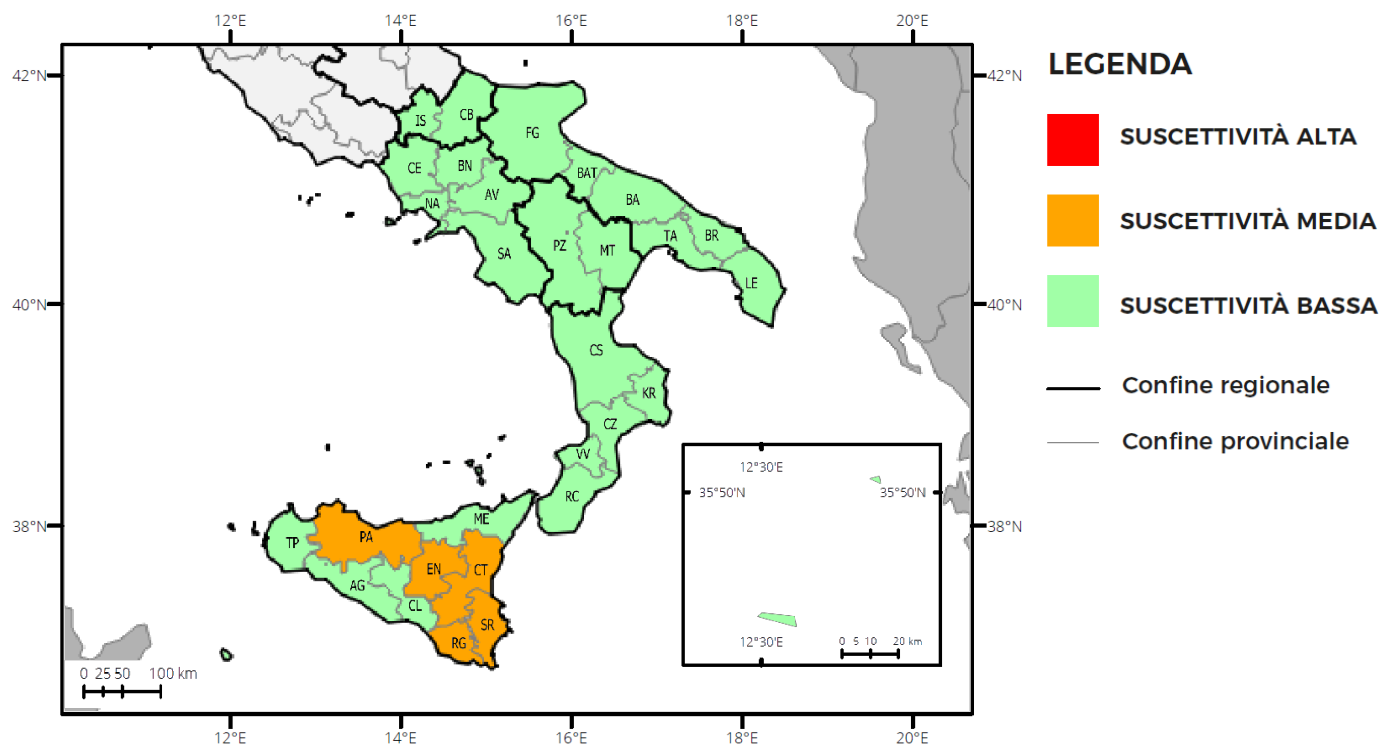 12°E 14°E 16°E 18°E 20°E
42°N 42°N
LEGENDA
SUSCETTIVITÀ ALTA
SUSCETTIVITÀ MEDIA
SUSCETTIVITÀ BASSA
Confine regionale
Confine provinciale
IS CB FG
CE BN BAT
NA AV BA
SA PZ MT TA BR
LE
40°N 40°N
CS
KR
CZ
VV
RC
ME
38°N 38°N
TP PA
AG EN CT
CL
SR
RG
12°30'E
35°50'N 35°50'N
12°30'E
0 5 10 20 km
0 25 50 100 km
12°E 14°E 16°E 18°E 20°E